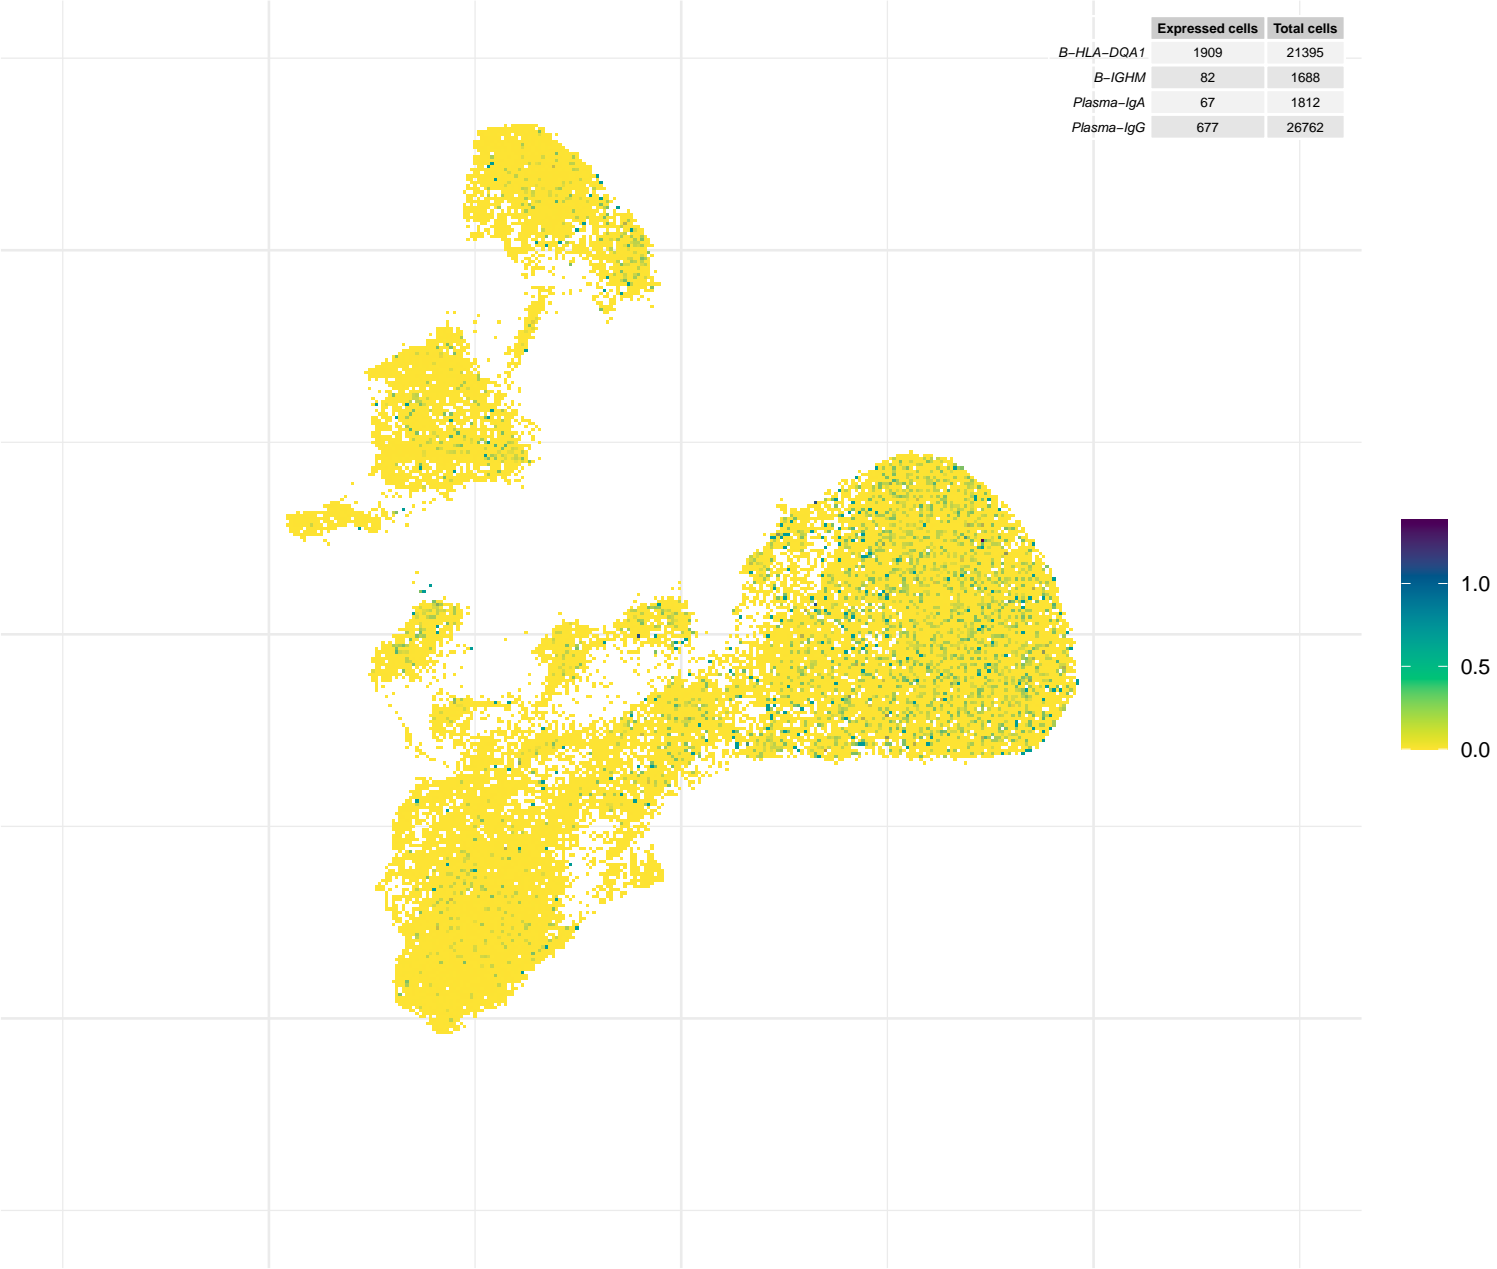 Expressed cells Total cells
B−HLA−DQA1 1909 21395
B−IGHM 82 1688
Plasma−IgA 67 1812
Plasma−IgG 677 26762
1.0
0.5
0.0